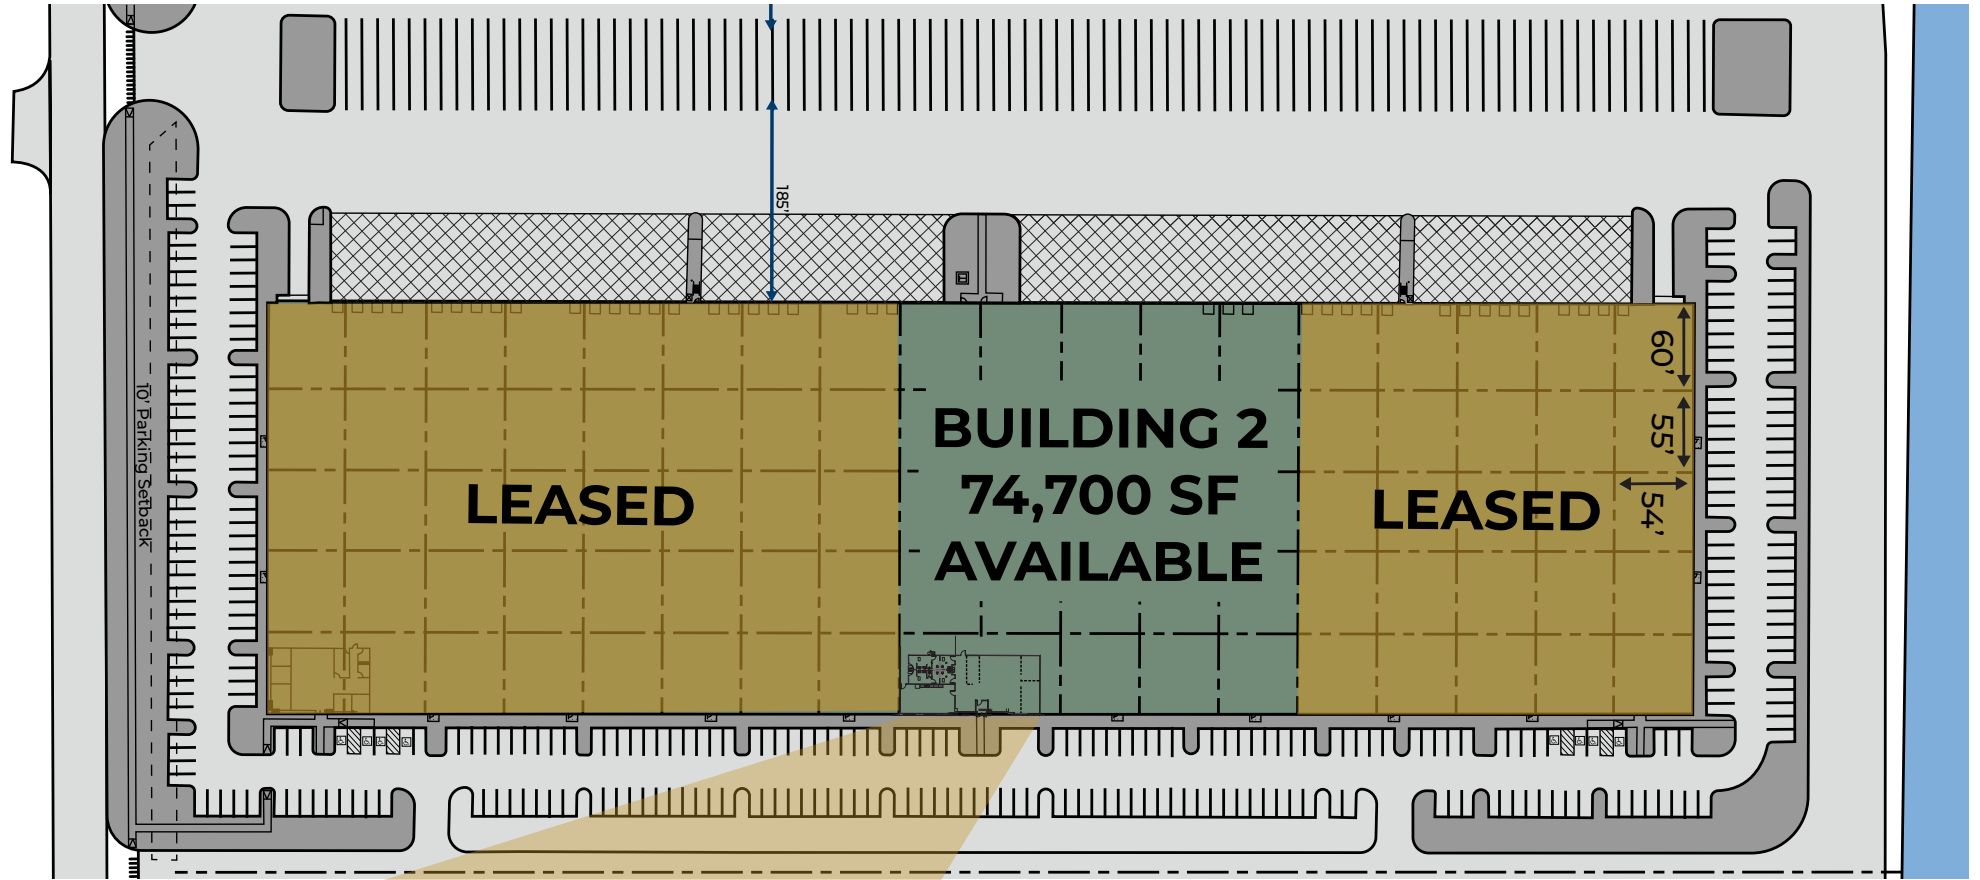 185'
60'
55'
54'
10' Parking Setback
LEASED
BUILDING 2
74,700 SF
AVAILABLE
LEASED